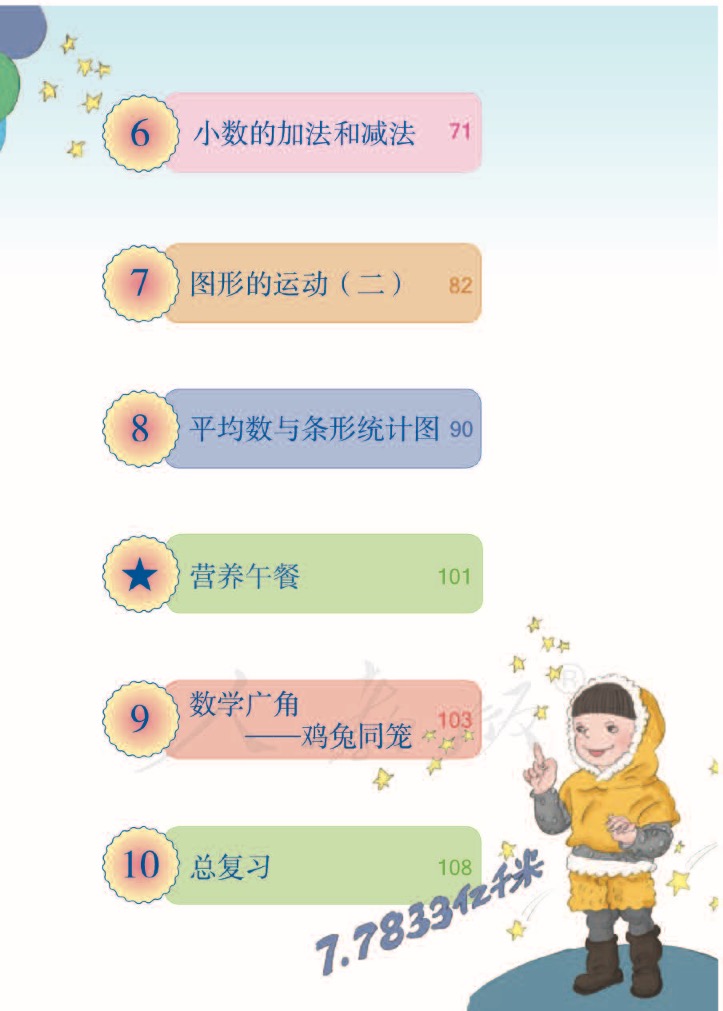 6 小数的加法和减法 71
7 图形的运动（二） 82
8 平均数与条形统计图 90
★ 营养午餐 101
9 数学广角
——鸡兔同笼 103
10 总复习 108
7.7833亿千米
人教版®